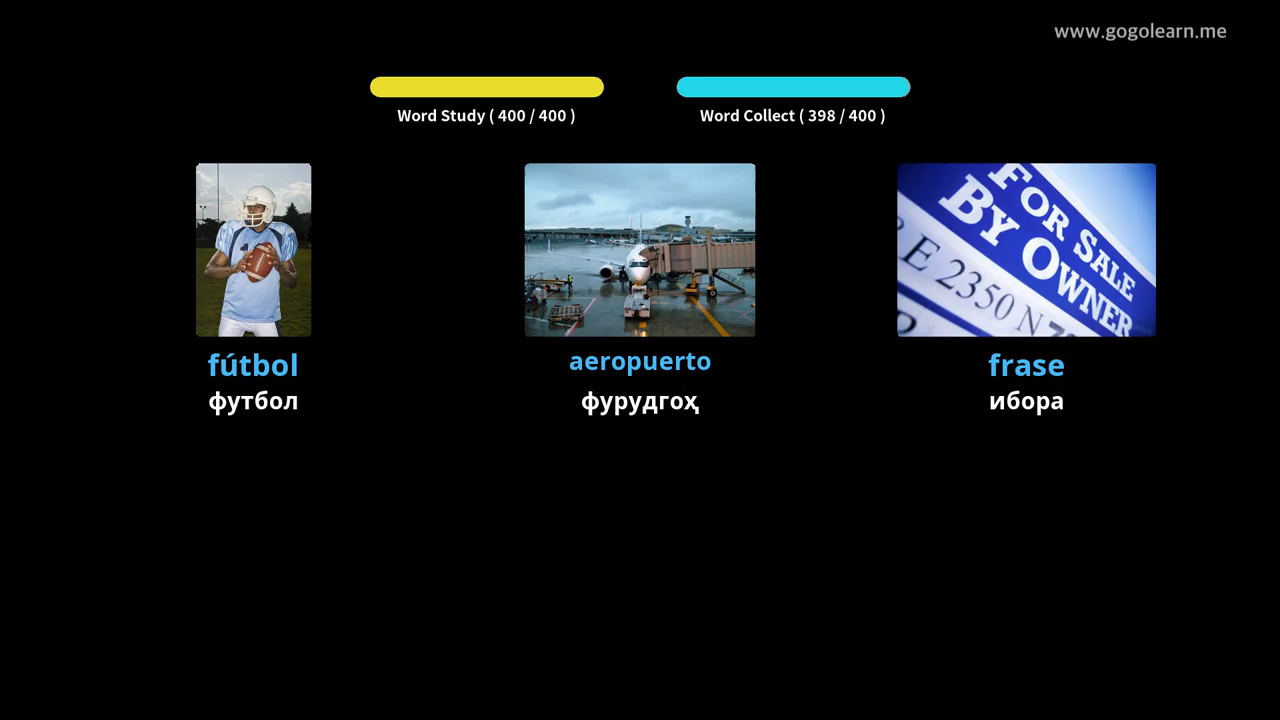 www.gogolearn.me
Word Study ( 400 / 400 )
Word Collect ( 398 / 400 )
FOR SALE
BY OWNER
E 2350 N
fútbol
футбол
aeropuerto
фурудгоҳ
frase
ибора